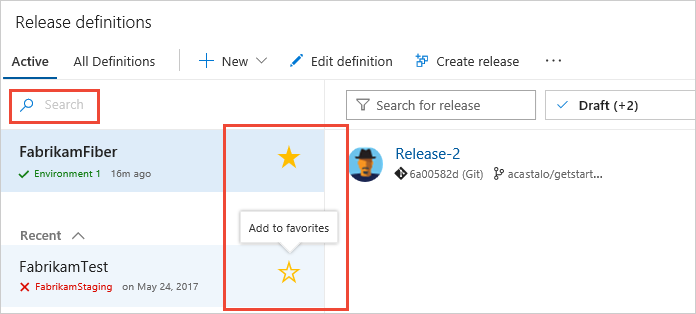 Release definitions
Active All Definitions New Edit definition Create release ...
Search
Search for release
Draft (+2)
FabrikamFiber
Environment 1 16m ago
Release-2
6a00582d (Git) acastalo/getstart...
Add to favorites
Recent
FabrikamTest
FabrikamStaging on May 24, 2017